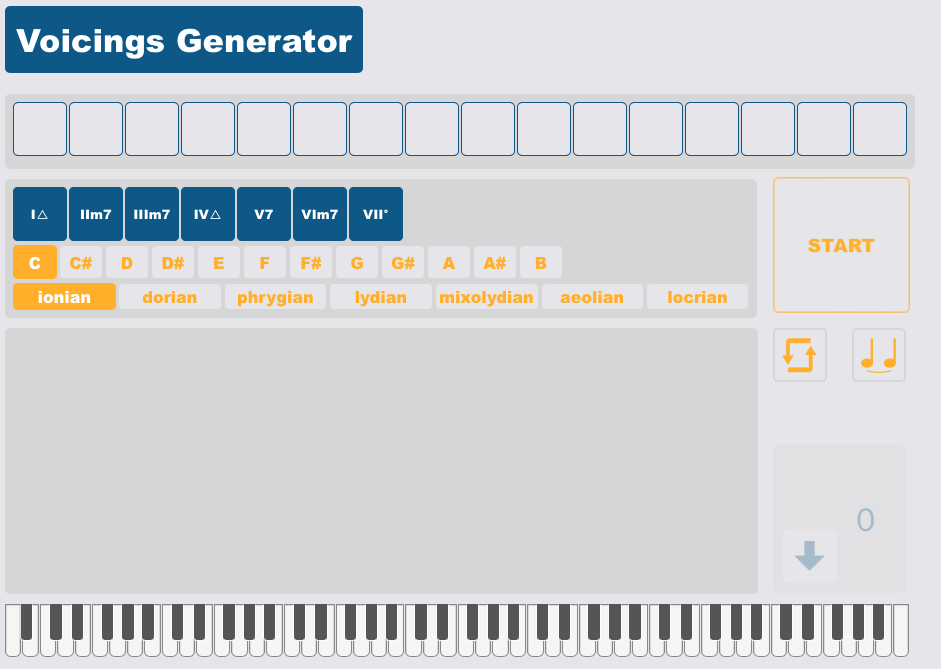 Voicings Generator
I△ IIm7 IIIm7 IV△ V7 VIm7 VII°
C C# D D# E F F# G G# A A# B
ionian dorian phrygian lydian mixolydian aeolian locrian
START
0